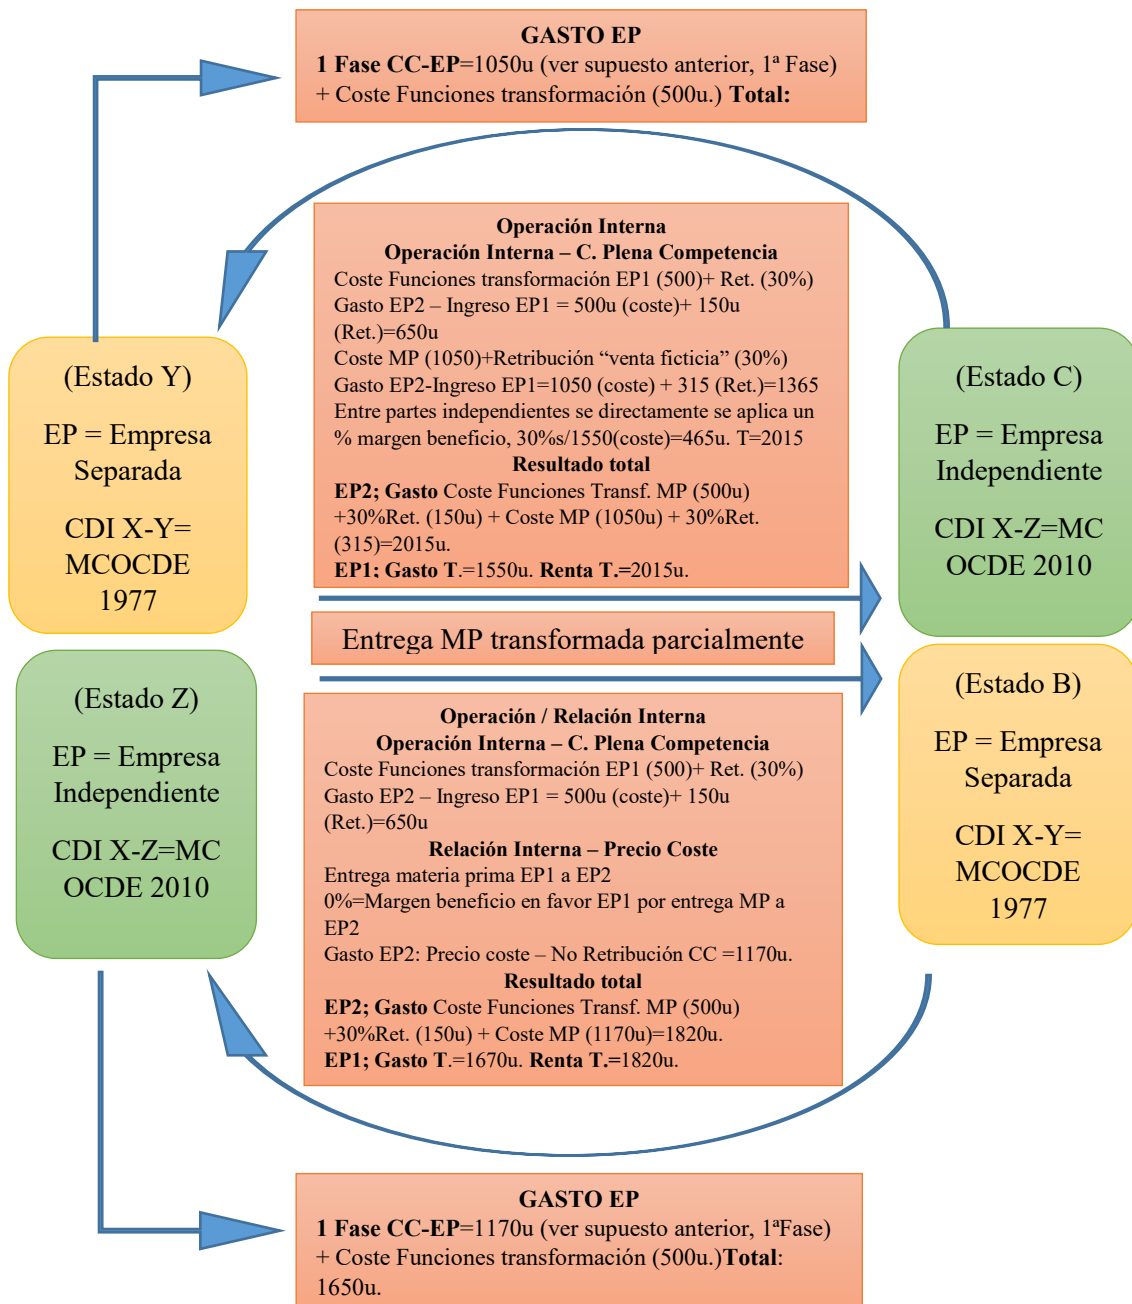 GASTO EP
1 Fase CC-EP=1050u (ver supuesto anterior, 1ª Fase)
+ Coste Funciones transformación (500u.) Total:
Operación Interna
Operación Interna – C. Plena Competencia
Coste Funciones transformación EP1 (500)+ Ret. (30%)
Gasto EP2 – Ingreso EP1 = 500u (coste)+ 150u
(Ret.)=650u
Coste MP (1050)+Retribución “venta ficticia” (30%)
Gasto EP2-Ingreso EP1=1050 (coste) + 315 (Ret.)=1365
Entre partes independientes se directamente se aplica un
% margen beneficio, 30%s/1550(coste)=465u. T=2015
Resultado total
EP2; Gasto Coste Funciones Transf. MP (500u)
+30%Ret. (150u) + Coste MP (1050u) + 30%Ret.
(315)=2015u.
EP1; Gasto T.=1550u. Renta T.=2015u.
(Estado Y)
EP = Empresa
Separada
CDI X-Y=
MCOCDE
1977
(Estado C)
EP = Empresa
Independiente
CDI X-Z=MC
OCDE 2010
Entrega MP transformada parcialmente
(Estado Z)
EP = Empresa
Independiente
CDI X-Z=MC
OCDE 2010
(Estado B)
EP = Empresa
Separada
CDI X-Y=
MCOCDE
1977
Operación / Relación Interna
Operación Interna – C. Plena Competencia
Coste Funciones transformación EP1 (500)+ Ret. (30%)
Gasto EP2 – Ingreso EP1 = 500u (coste)+ 150u
(Ret.)=650u
Relación Interna – Precio Coste
Entrega materia prima EP1 a EP2
0%=Margen beneficio en favor EP1 por entrega MP a
EP2
Gasto EP2: Precio coste – No Retribución CC =1170u.
Resultado total
EP2; Gasto Coste Funciones Transf. MP (500u)
+30%Ret. (150u) + Coste MP (1170u)=1820u.
EP1; Gasto T.=1670u. Renta T.=1820u.
GASTO EP
1 Fase CC-EP=1170u (ver supuesto anterior, 1ªFase)
+ Coste Funciones transformación (500u.)Total:
1650u.